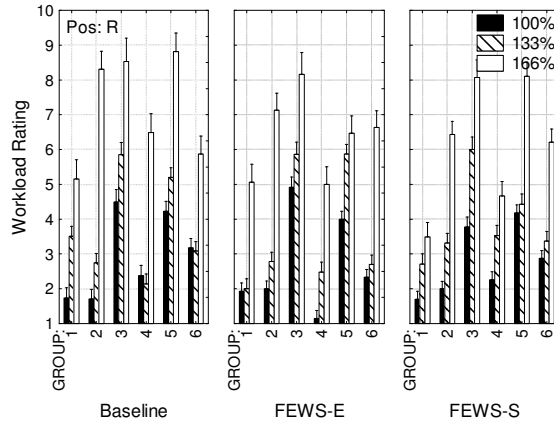 Pos: R
100%
133%
166%
Workload Rating
10
9
8
7
6
5
4
3
2
1
GROUP: 1 2 3 4 5 6
1 2 3 4 5 6
1 2 3 4 5 6
Baseline FEWS-E FEWS-S